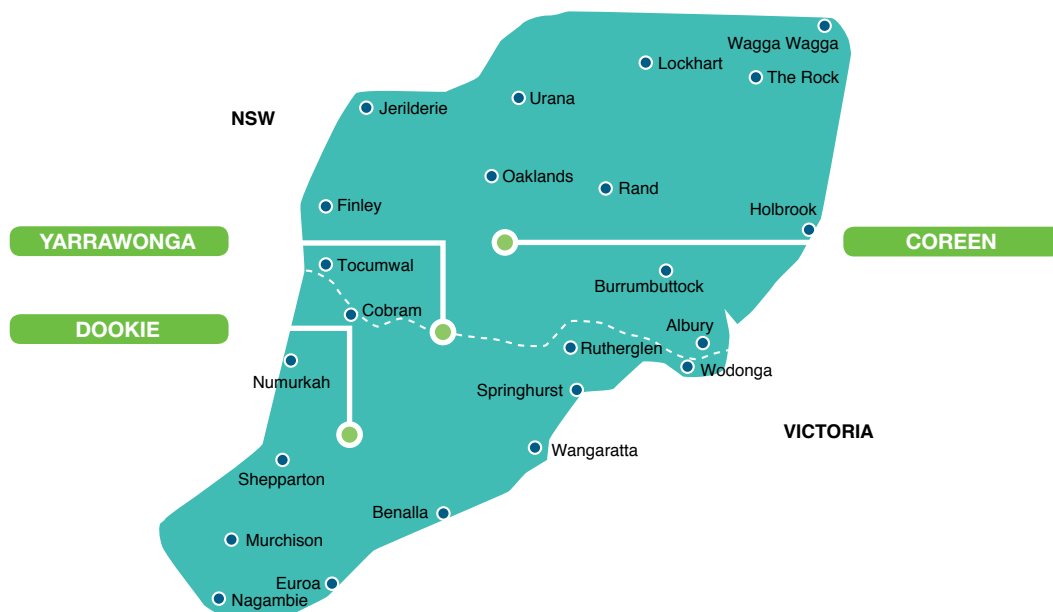 Wagga Wagga
Lockhart
The Rock
Urana
Jerilderie
NSW
Oaklands
Rand
Finley
Holbrook
YARRAWONGA
COREEN
Tocumwal
Burrumbuttock
Cobram
DOOKIE
Albury
Rutherglen
Wodonga
Numurkah
Springhurst
VICTORIA
Wangaratta
Shepparton
Benalla
Murchison
Euroa
Nagambie